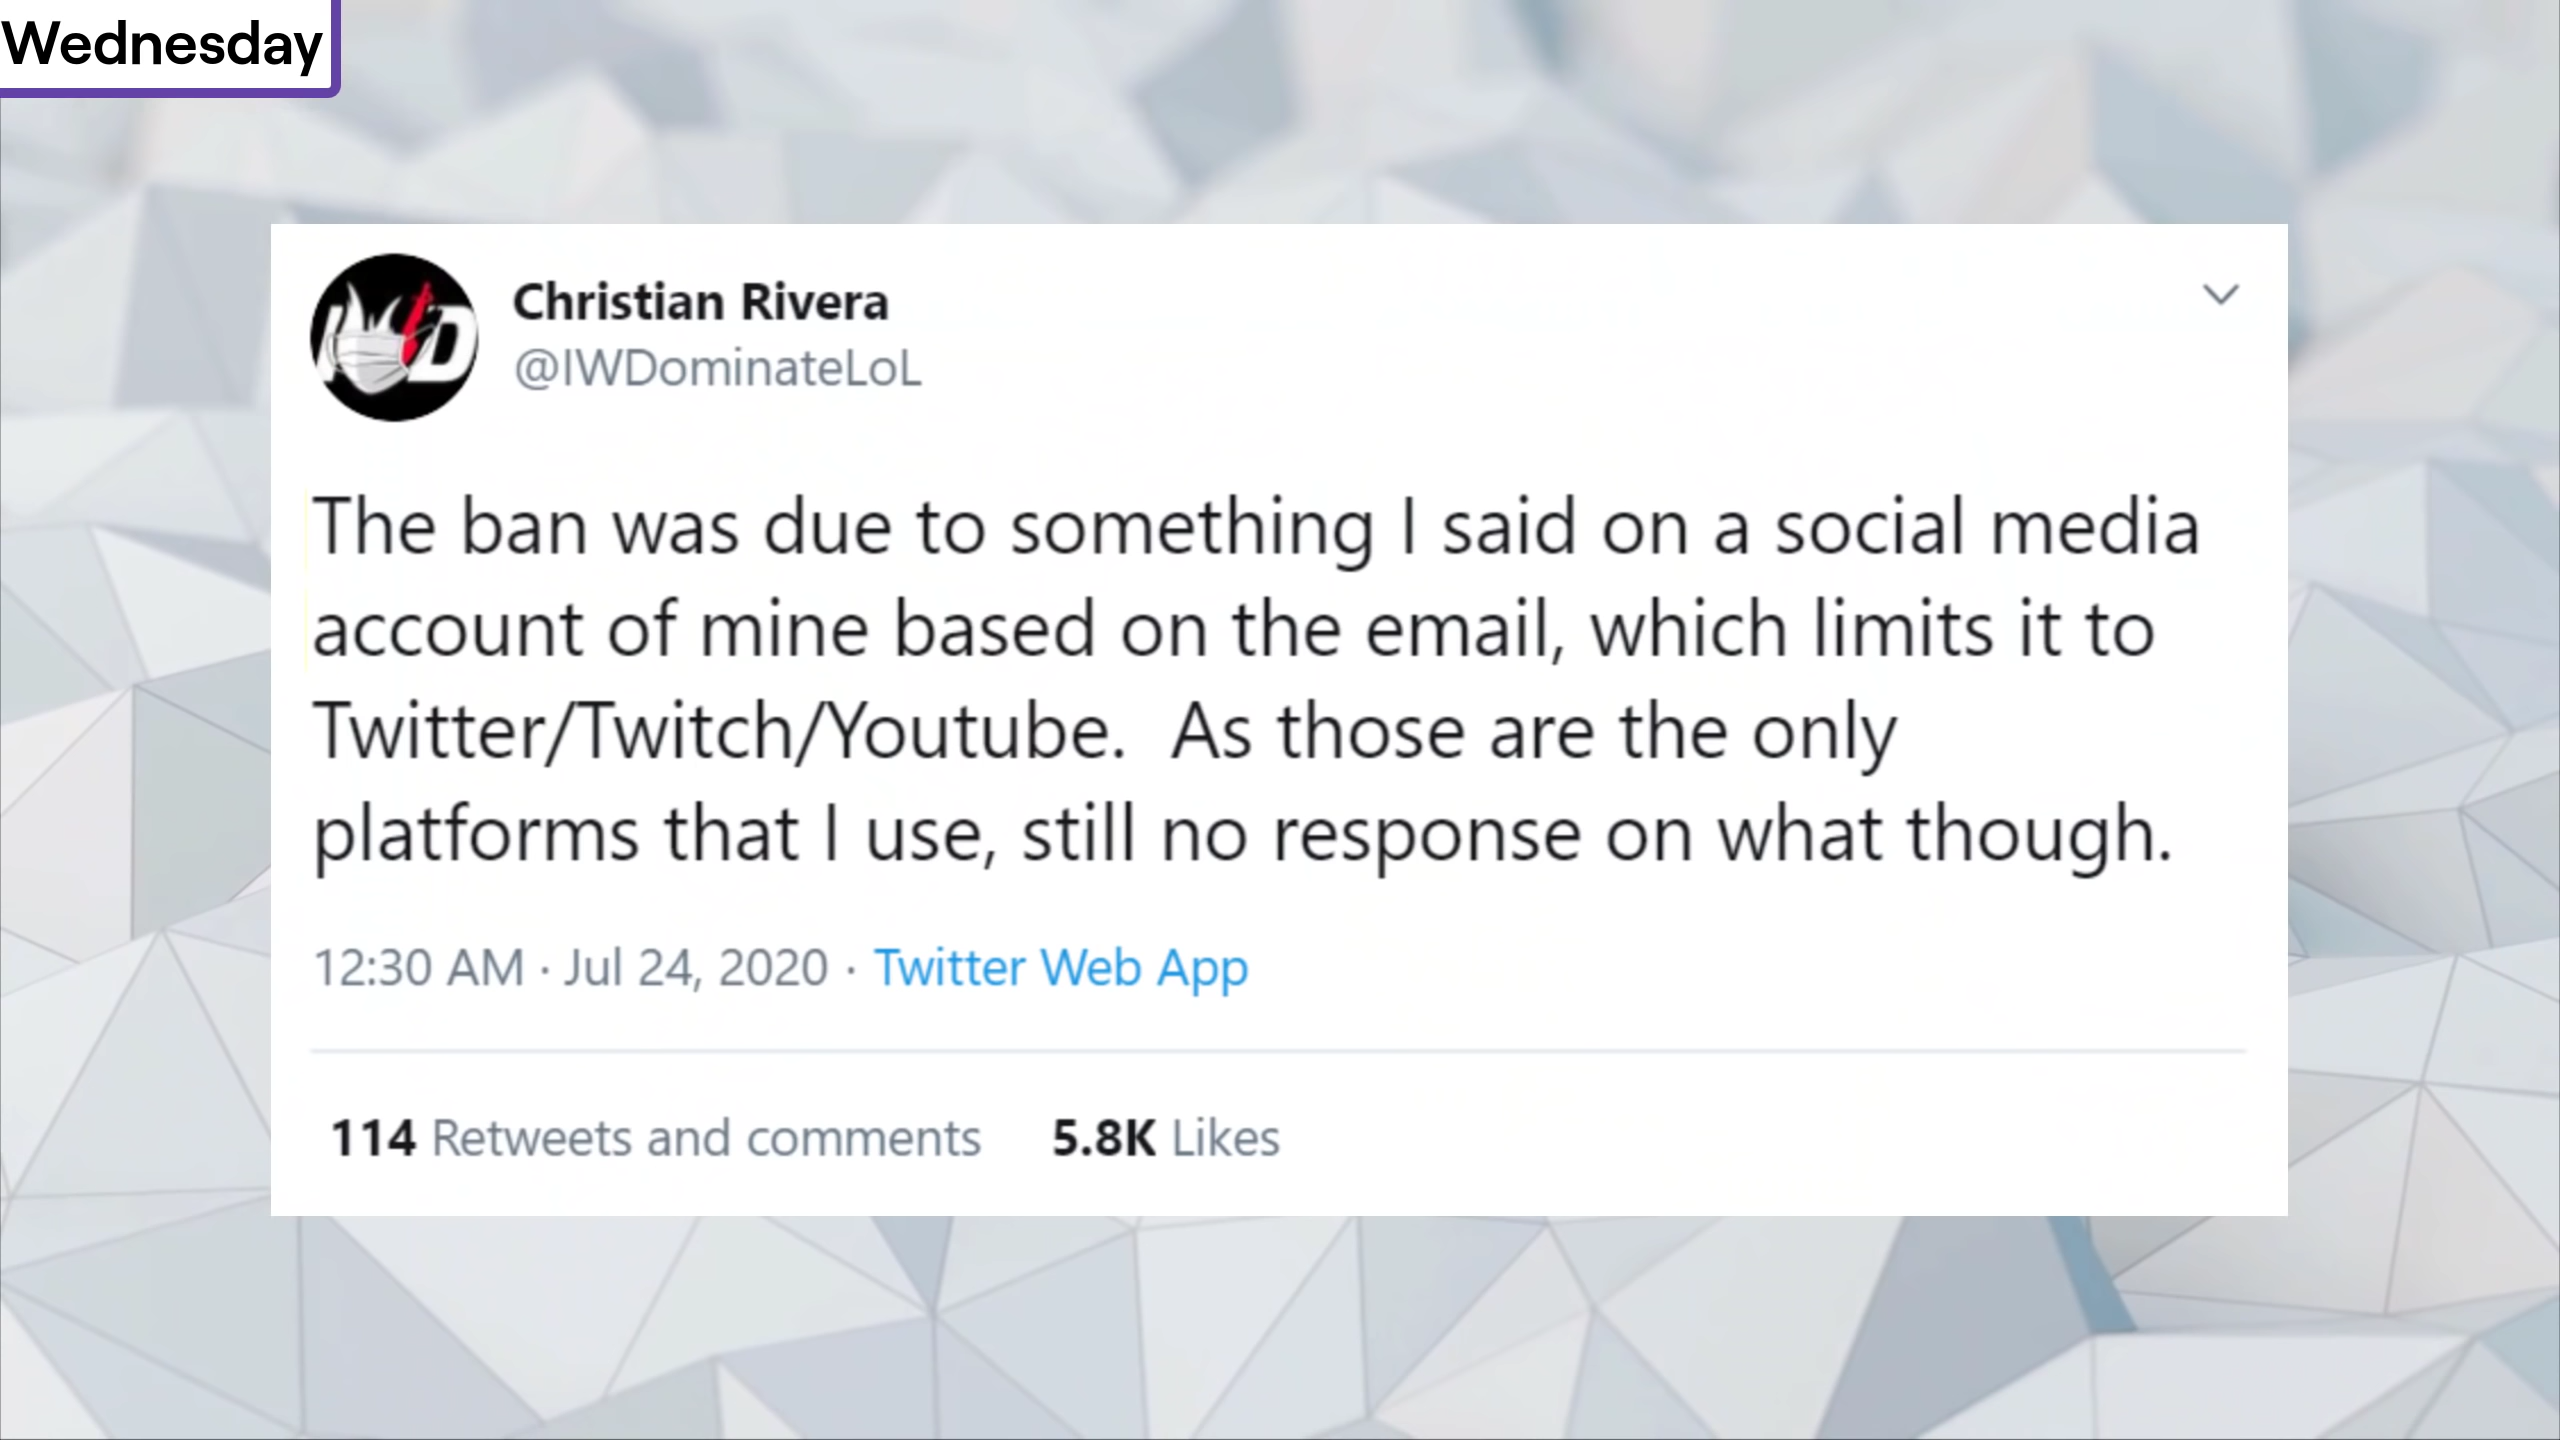 Wednesday
IWD
Christian Rivera
@IWDominateLoL
The ban was due to something I said on a social media
account of mine based on the email, which limits it to
Twitter/Twitch/Youtube.  As those are the only
platforms that I use, still no response on what though.
12:30 AM · Jul 24, 2020 · Twitter Web App
114 Retweets and comments 5.8K Likes